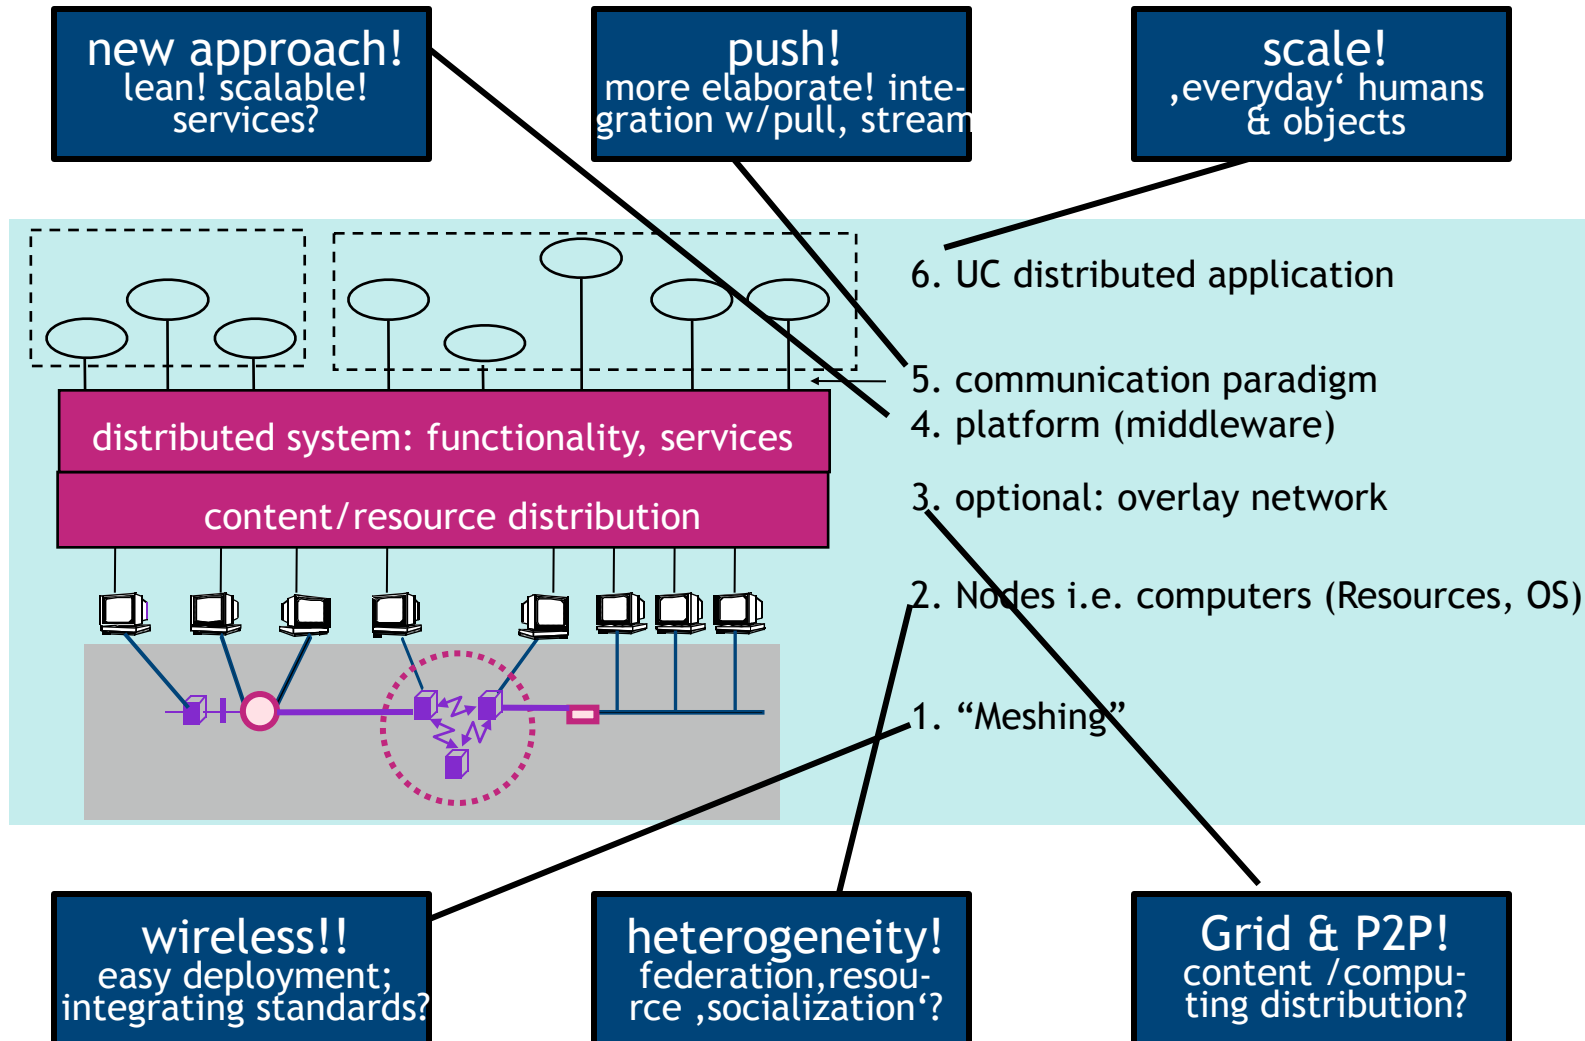 new approach!
lean! scalable!
services?
push!
more elaborate! inte-
gration w/pull, stream
scale!
‚everyday‘ humans
& objects
6. UC distributed application
5. communication paradigm
4. platform (middleware)
distributed system: functionality, services
3. optional: overlay network
content/resource distribution
2. Nodes i.e. computers (Resources, OS)
1. “Meshing”
wireless!!
easy deployment;
integrating standards?
heterogeneity!
federation,resou-
rce ‚socialization‘?
Grid & P2P!
content /compu-
ting distribution?